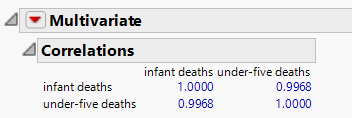 Multivariate
Correlations
infant deaths under-five deaths
infant deaths 1.0000 0.9968
under-five deaths 0.9968 1.0000